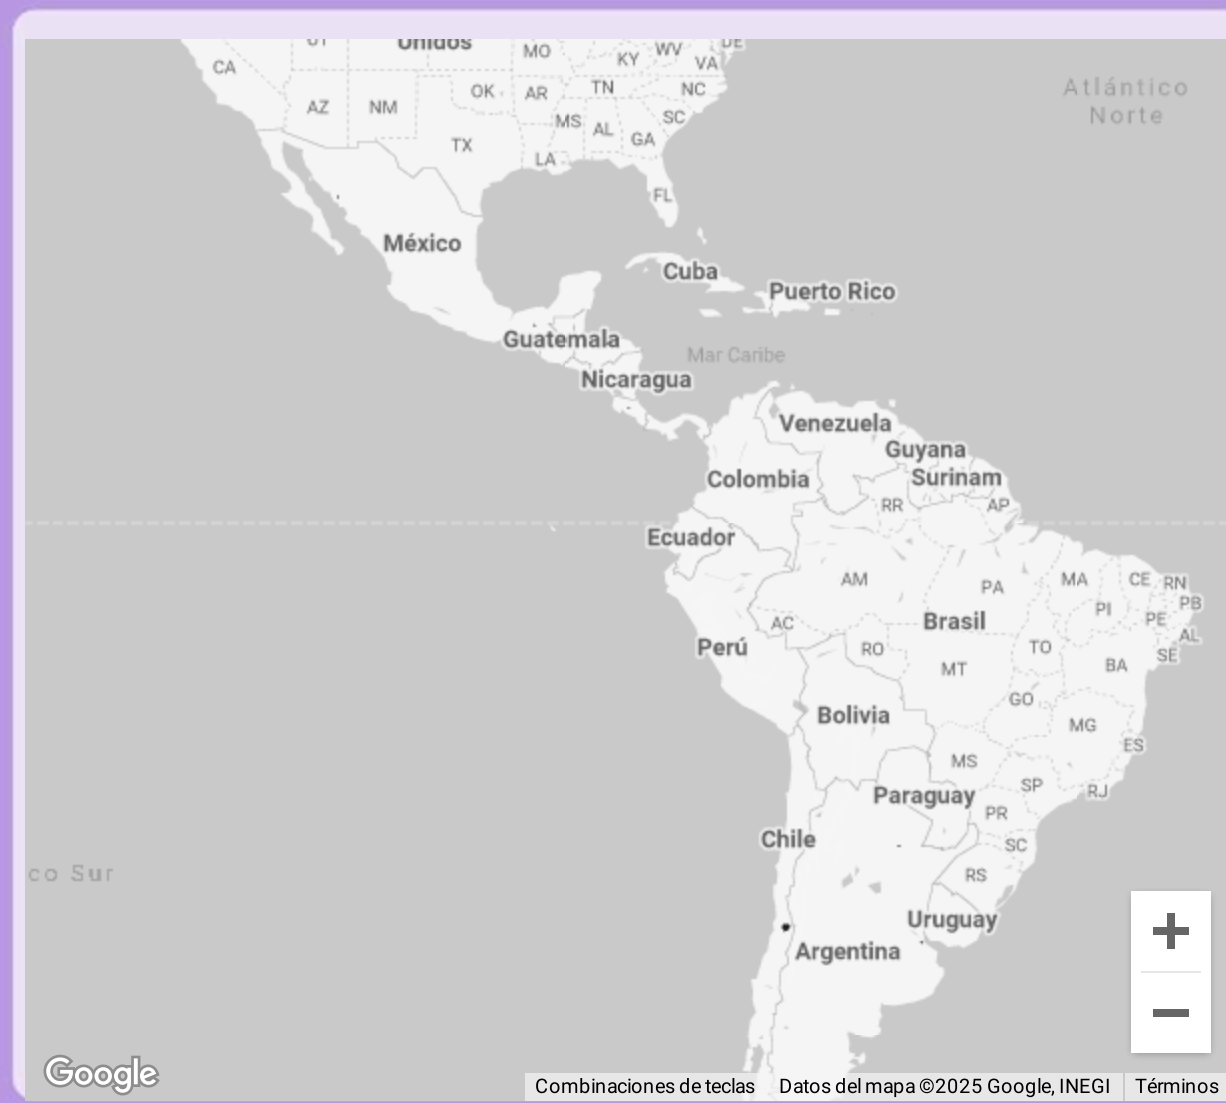 UT
Unidos
MO
WV
DE
KY
VA
CA
OK
AR
TN
NC
AZ
NM
MS
AL
SC
TX
GA
LA
FL
Atlántico
Norte
México
Cuba
Puerto Rico
Guatemala
Mar Caribe
Nicaragua
Venezuela
Guyana
Colombia
Surinam
RR
AP
Ecuador
AM
PA
MA
CE
RN
PI
PB
AC
Brasil
PE
AL
Perú
RO
TO
SE
MT
BA
GO
Bolivia
MG
ES
MS
SP
RJ
Paraguay
PR
Chile
SC
co Sur
RS
Uruguay
Argentina
Google
Combinaciones de teclas
Datos del mapa ©2025 Google, INEGI
Términos